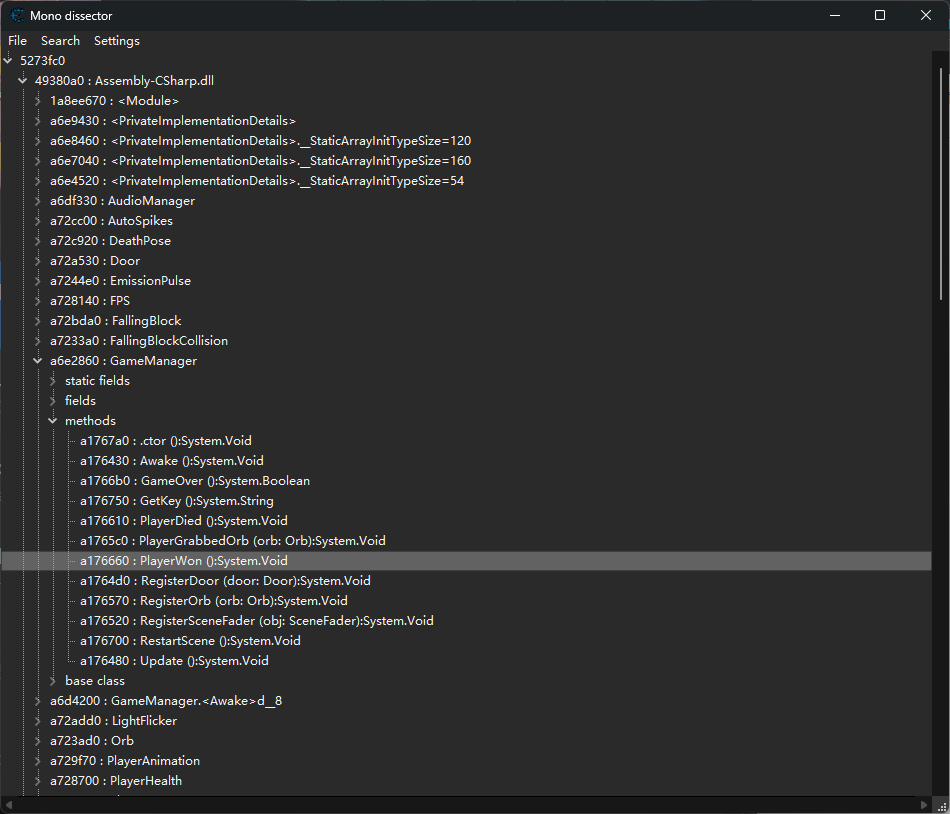 Mono dissector
File Search Settings
5273fc0
49380a0 : Assembly-CSharp.dll
1a8ee670 : <Module>
a6e9430 : <PrivateImplementationDetails>
a6e8460 : <PrivateImplementationDetails>.__StaticArrayInitTypeSize=120
a6e7040 : <PrivateImplementationDetails>.__StaticArrayInitTypeSize=160
a6e4520 : <PrivateImplementationDetails>.__StaticArrayInitTypeSize=54
a6df330 : AudioManager
a72cc00 : AutoSpikes
a72c920 : DeathPose
a72a530 : Door
a7244e0 : EmissionPulse
a728140 : FPS
a72bda0 : FallingBlock
a7233a0 : FallingBlockCollision
a6e2860 : GameManager
static fields
fields
methods
a1767a0 : .ctor ():System.Void
a176430 : Awake ():System.Void
a1766b0 : GameOver ():System.Boolean
a176750 : GetKey ():System.String
a176610 : PlayerDied ():System.Void
a1765c0 : PlayerGrabbedOrb (orb: Orb):System.Void
a176660 : PlayerWon ():System.Void
a1764d0 : RegisterDoor (door: Door):System.Void
a176570 : RegisterOrb (orb: Orb):System.Void
a176520 : RegisterSceneFader (obj: SceneFader):System.Void
a176700 : RestartScene ():System.Void
a176480 : Update ():System.Void
base class
a6d4200 : GameManager.<Awake>d__8
a72add0 : LightFlicker
a723ad0 : Orb
a729f70 : PlayerAnimation
a728700 : PlayerHealth